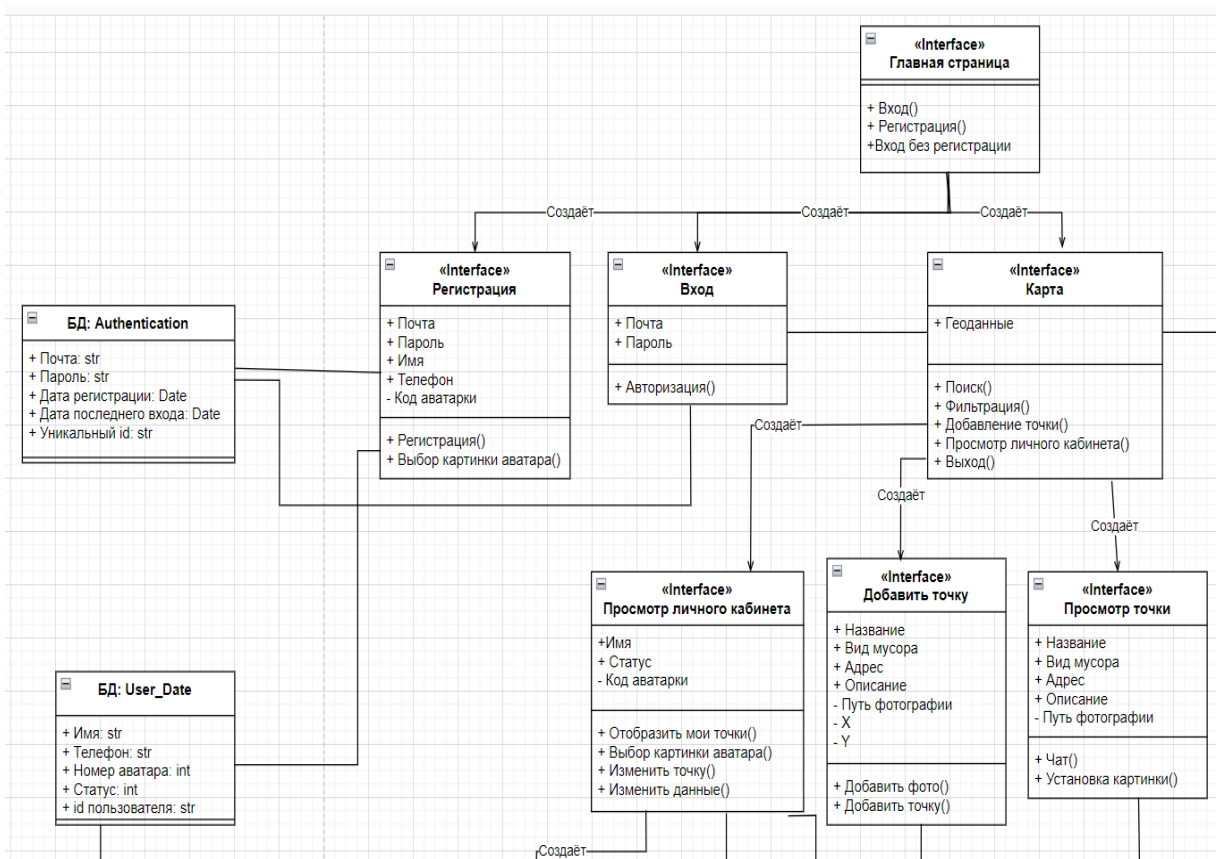 «Interface»
Главная страница
+ Вход()
+ Регистрация()
+Вход без регистрации
Создаёт
Создаёт
Создаёт
«Interface»
Регистрация
+ Почта
+ Пароль
+ Имя
+ Телефон
- Код аватарки
+ Регистрация()
+ Выбор картинки аватара()
«Interface»
Вход
+ Почта
+ Пароль
+ Авторизация()
«Interface»
Карта
+ Геоданные
+ Поиск()
+ Фильтрация()
+ Добавление точки()
+ Просмотр личного кабинета()
+ Выход()
БД: Authentication
+ Почта: str
+ Пароль: str
+ Дата регистрации: Date
+ Дата последнего входа: Date
+ Уникальный id: str
Создаёт
Создаёт
Создаёт
«Interface»
Просмотр личного кабинета
+Имя
+ Статус
- Код аватарки
+ Отобразить мои точки()
+ Выбор картинки аватара()
+ Изменить точку()
+ Изменить данные()
«Interface»
Добавить точку
+ Название
+ Вид мусора
+ Адрес
+ Описание
- Путь фотографии
- X
- Y
+ Добавить фото()
+ Добавить точку()
«Interface»
Просмотр точки
+ Название
+ Вид мусора
+ Адрес
+ Описание
- Путь фотографии
+ Чат()
+ Установка картинки()
БД: User_Date
+ Имя: str
+ Телефон: str
+ Номер аватара: int
+ Статус: int
+ id пользователя: str
Создаёт